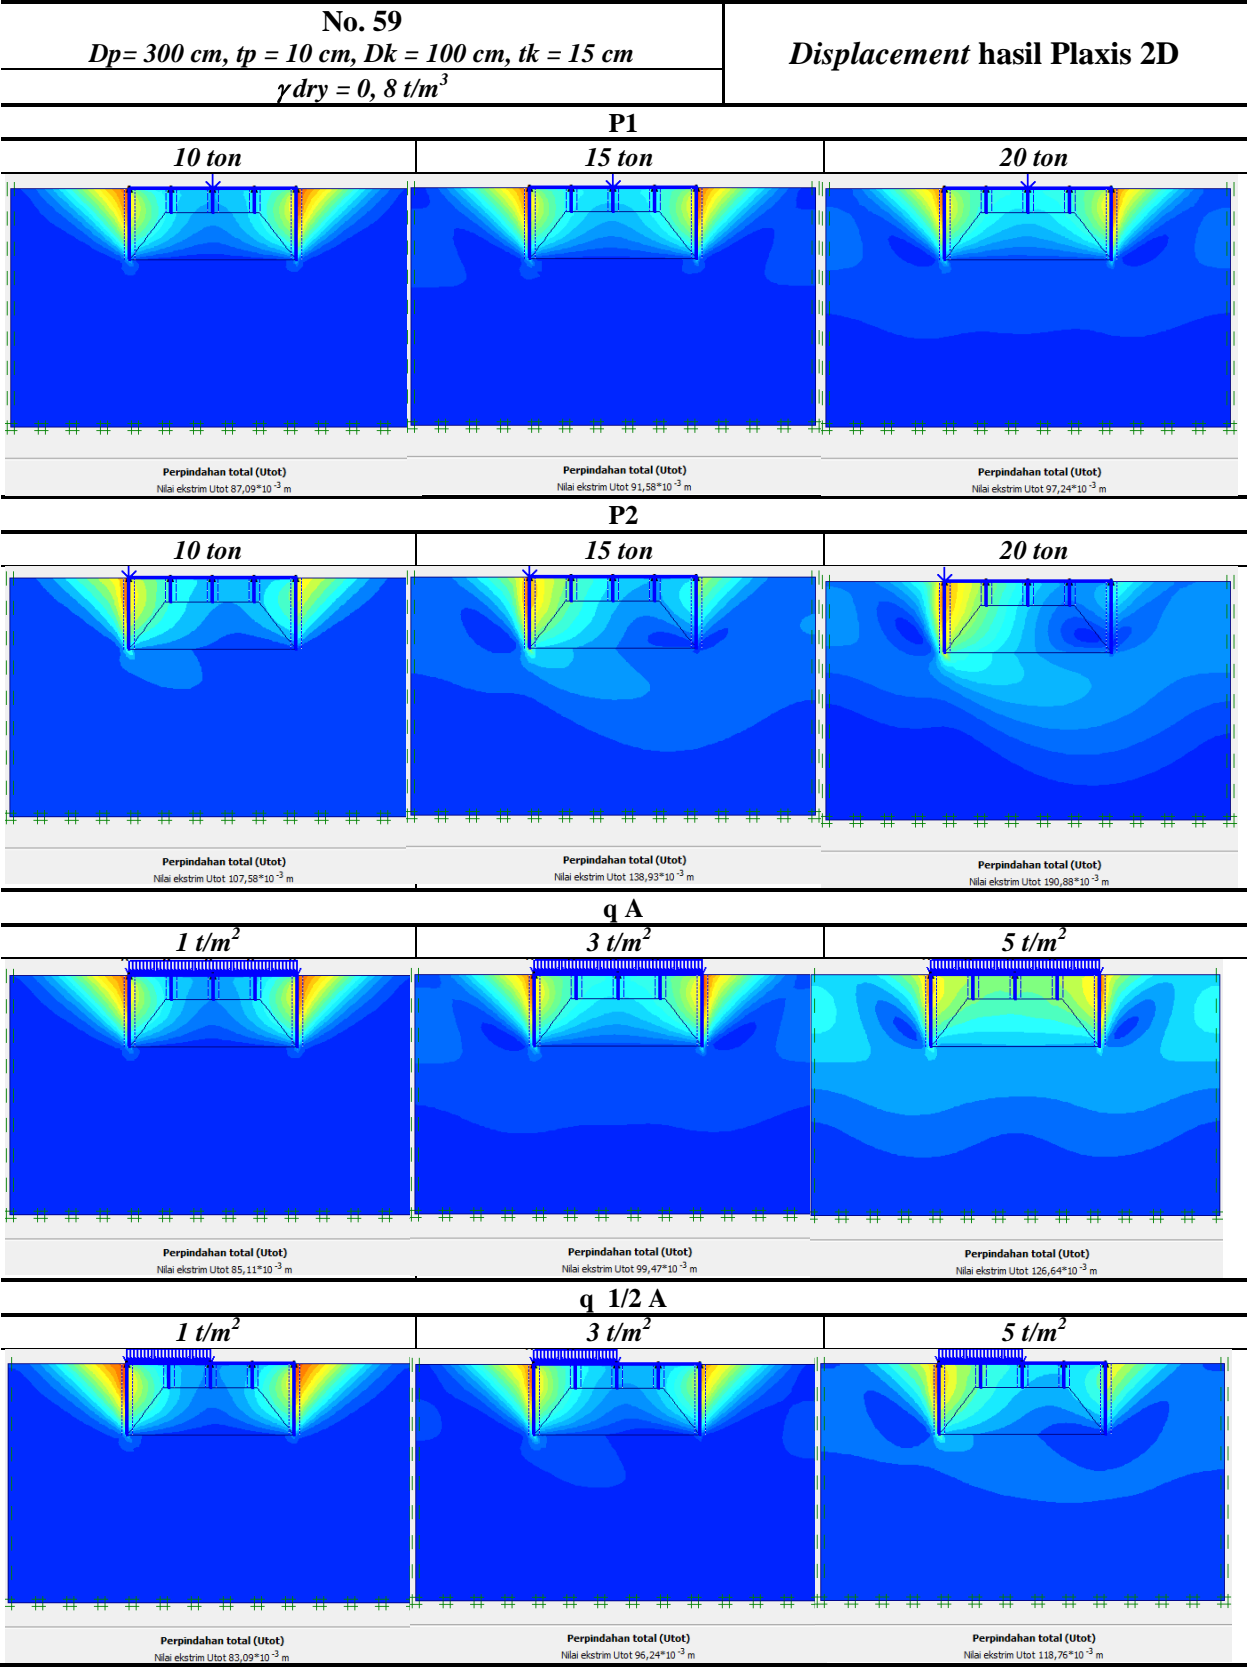 No. 59
Dp= 300 cm, tp = 10 cm, Dk = 100 cm, tk = 15 cm
γ dry = 0, 8 t/m³
Displacement hasil Plaxis 2D
P1
10 ton 15 ton 20 ton
Perpindahan total (Utot) Perpindahan total (Utot) Perpindahan total (Utot)
Nilai ekstrim Utot 87,09*10⁻³ m Nilai ekstrim Utot 91,58*10⁻³ m Nilai ekstrim Utot 97,24*10⁻³ m
P2
10 ton 15 ton 20 ton
Perpindahan total (Utot) Perpindahan total (Utot) Perpindahan total (Utot)
Nilai ekstrim Utot 107,58*10⁻³ m Nilai ekstrim Utot 138,93*10⁻³ m Nilai ekstrim Utot 190,88*10⁻³ m
q A
1 t/m² 3 t/m² 5 t/m²
Perpindahan total (Utot) Perpindahan total (Utot) Perpindahan total (Utot)
Nilai ekstrim Utot 85,11*10⁻³ m Nilai ekstrim Utot 99,47*10⁻³ m Nilai ekstrim Utot 126,64*10⁻³ m
q 1/2 A
1 t/m² 3 t/m² 5 t/m²
Perpindahan total (Utot) Perpindahan total (Utot) Perpindahan total (Utot)
Nilai ekstrim Utot 83,09*10⁻³ m Nilai ekstrim Utot 96,24*10⁻³ m Nilai ekstrim Utot 118,76*10⁻³ m